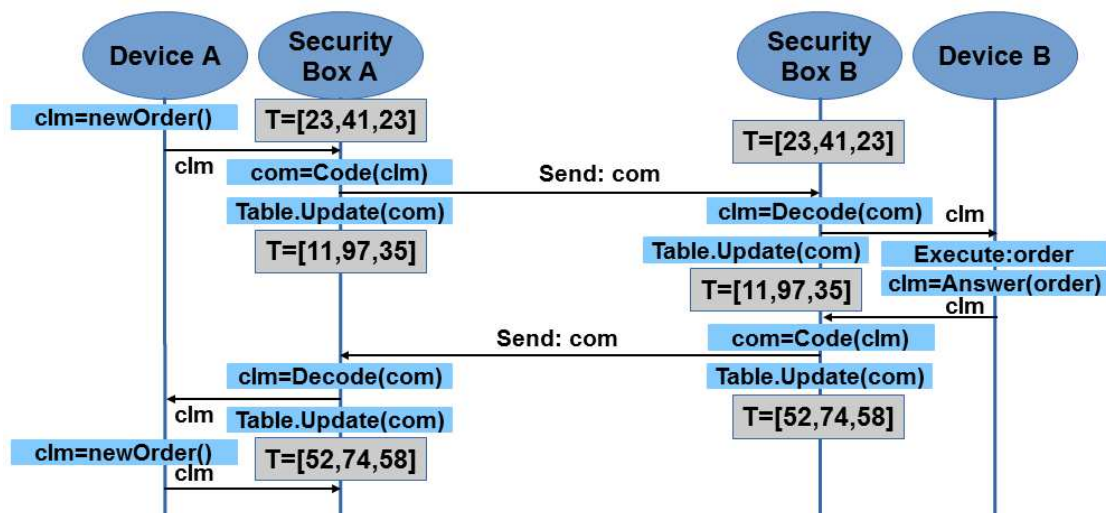 Device A
Security
Box A
Security
Box B
Device B
clm=newOrder()
T=[23,41,23]
T=[23,41,23]
clm
com=Code(clm)
Send: com
Table.Update(com)
clm=Decode(com)
clm
T=[11,97,35]
Table.Update(com)
Execute:order
T=[11,97,35]
clm=Answer(order)
clm
Send: com
com=Code(clm)
clm=Decode(com)
Table.Update(com)
clm
Table.Update(com)
T=[52,74,58]
clm=newOrder()
T=[52,74,58]
clm